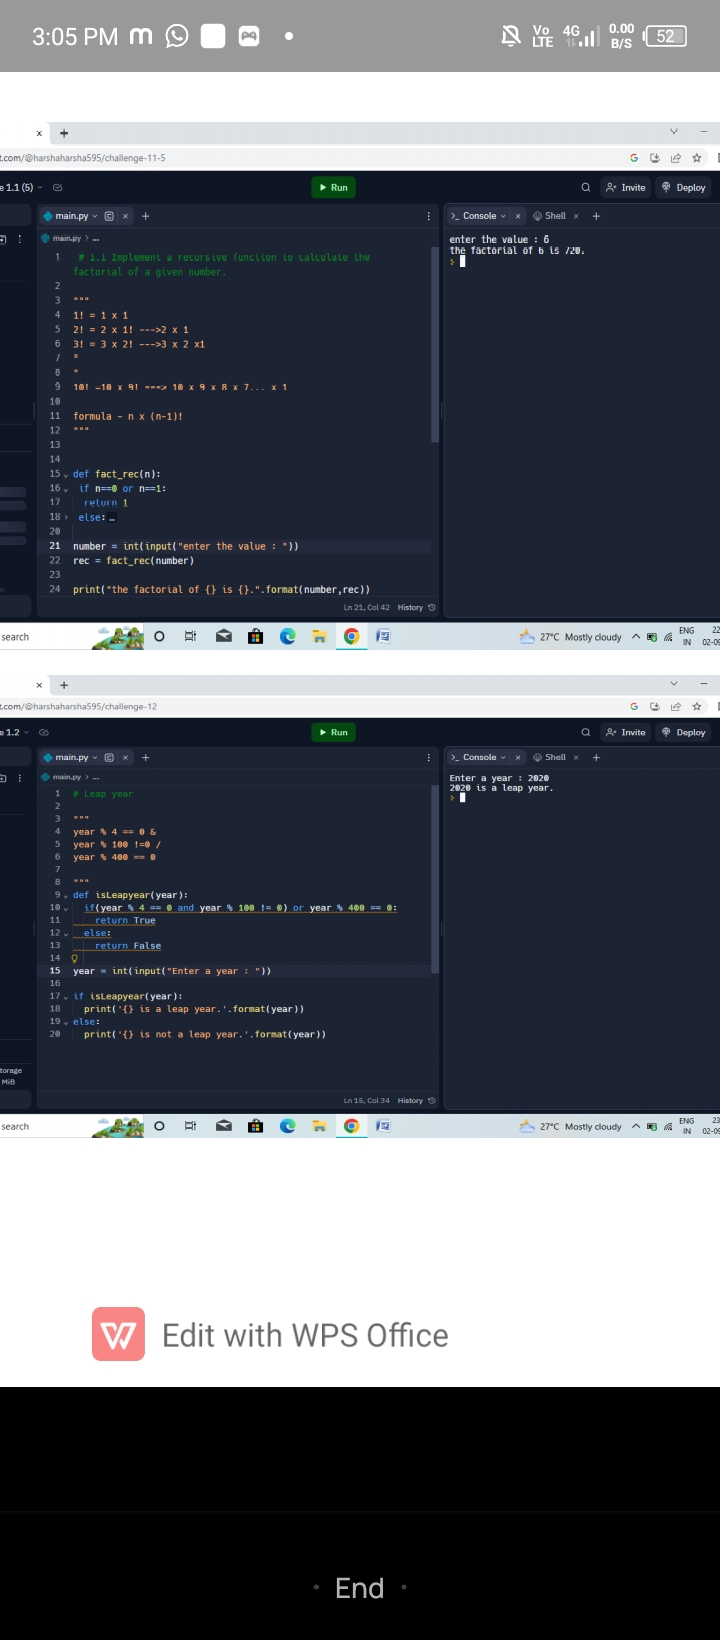 3:05 PM
Vo LTE 4G 0.00 B/S 52
t.com/@harshaharsha595/challenge-11-5
e 1.1 (5) Run Invite Deploy
main.py Console Shell
main.py > ...
1 # 1.1 Implement a recursive function to calculate the
factorial of a given number.
2
3 """
4 1! = 1 x 1
5 2! = 2 x 1! --->2 x 1
6 3! = 3 x 2! --->3 x 2 x1
7 "
8 "
9 10! =10 x 9! ===> 10 x 9 x 8 x 7... x 1
10
11 formula - n x (n-1)!
12 """
13
14
15 def fact_rec(n):
16 if n==0 or n==1:
17 return 1
18 else:…
20
21 number = int(input("enter the value : "))
22 rec = fact_rec(number)
23
24 print("the factorial of {} is {}.".format(number,rec))
Ln 21, Col 42 History
enter the value : 6
the factorial of 6 is 720.
search 27°C Mostly cloudy ENG IN 22 02-09
t.com/@harshaharsha595/challenge-12
e 1.2 Run Invite Deploy
main.py Console Shell
main.py > ...
1 # Leap year
2
3 """
4 year % 4 == 0 &
5 year % 100 !=0 /
6 year % 400 == 0
7
8 """
9 def isLeapyear(year):
10 if(year % 4 == 0 and year % 100 != 0) or year % 400 == 0:
11 return True
12 else:
13 return False
14
15 year = int(input("Enter a year : "))
16
17 if isLeapyear(year):
18 print('{} is a leap year.'.format(year))
19 else:
20 print('{} is not a leap year.'.format(year))
torage
MiB
Ln 15, Col 34 History
Enter a year : 2020
2020 is a leap year.
search 27°C Mostly cloudy ENG IN 23 02-09
Edit with WPS Office
End